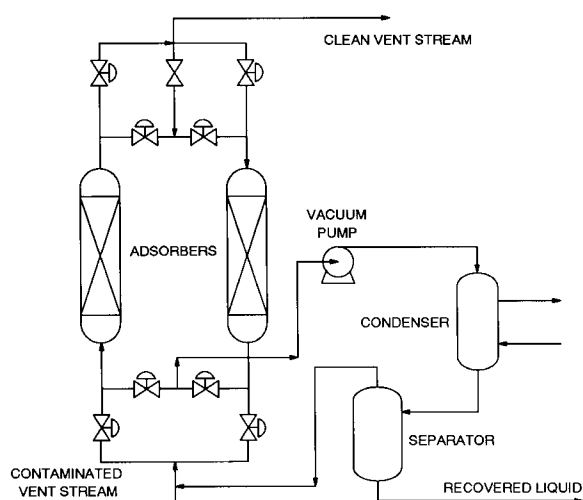 CLEAN VENT STREAM
VACUUM
PUMP
ADSORBERS
CONDENSER
SEPARATOR
CONTAMINATED
VENT STREAM
RECOVERED LIQUID